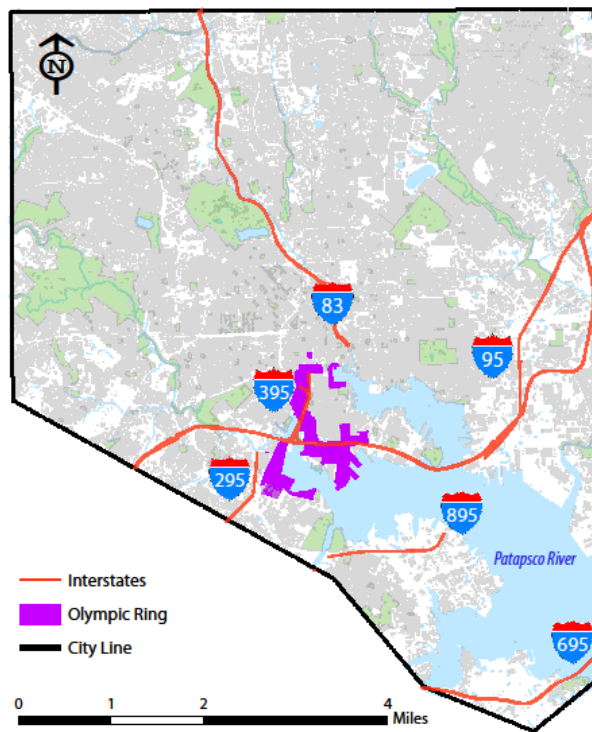 N
83
95
395
295
895
Patapsco River
Interstates
Olympic Ring
City Line
695
0 1 2 4
Miles